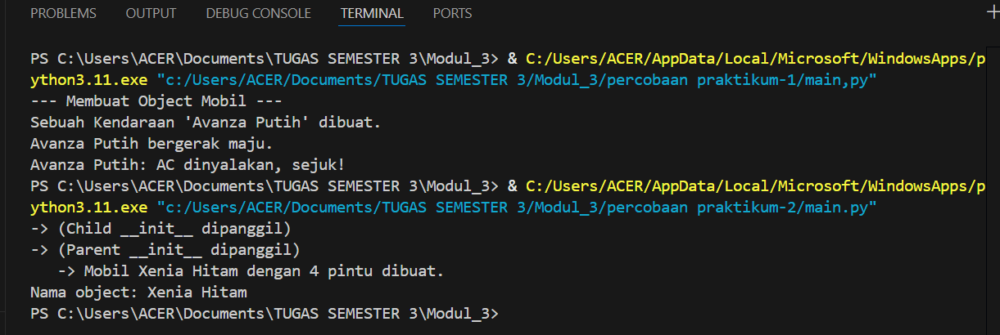 PROBLEMS OUTPUT DEBUG CONSOLE TERMINAL PORTS
PS C:\Users\ACER\Documents\TUGAS SEMESTER 3\Modul_3> & C:/Users/ACER/AppData/Local/Microsoft/WindowsApps/p
ython3.11.exe "c:/Users/ACER/Documents/TUGAS SEMESTER 3/Modul_3/percobaan praktikum-1/main,py"
--- Membuat Object Mobil ---
Sebuah Kendaraan 'Avanza Putih' dibuat.
Avanza Putih bergerak maju.
Avanza Putih: AC dinyalakan, sejuk!
PS C:\Users\ACER\Documents\TUGAS SEMESTER 3\Modul_3> & C:/Users/ACER/AppData/Local/Microsoft/WindowsApps/p
ython3.11.exe "c:/Users/ACER/Documents/TUGAS SEMESTER 3/Modul_3/percobaan praktikum-2/main.py"
-> (Child __init__ dipanggil)
-> (Parent __init__ dipanggil)
   -> Mobil Xenia Hitam dengan 4 pintu dibuat.
Nama object: Xenia Hitam
PS C:\Users\ACER\Documents\TUGAS SEMESTER 3\Modul_3>